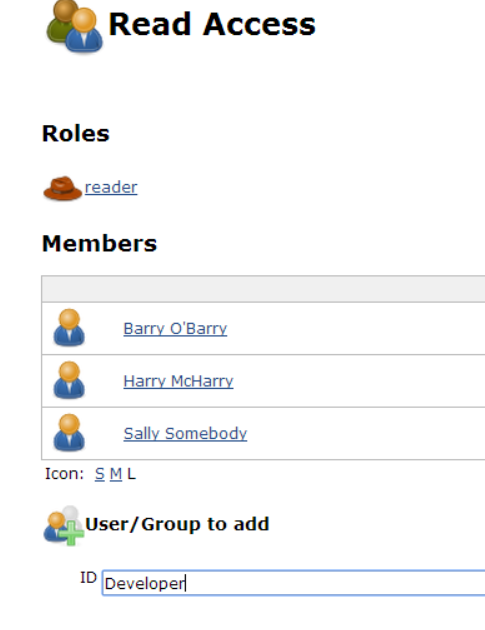 Read Access
Roles
reader
Members
Barry O'Barry
Harry McHarry
Sally Somebody
Icon: S M L
User/Group to add
ID Developer